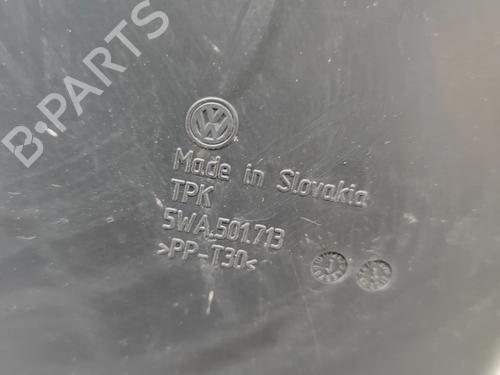 B·PARTS
Made in Slovakia
TPK
5WA.501.713
>PP-T30<